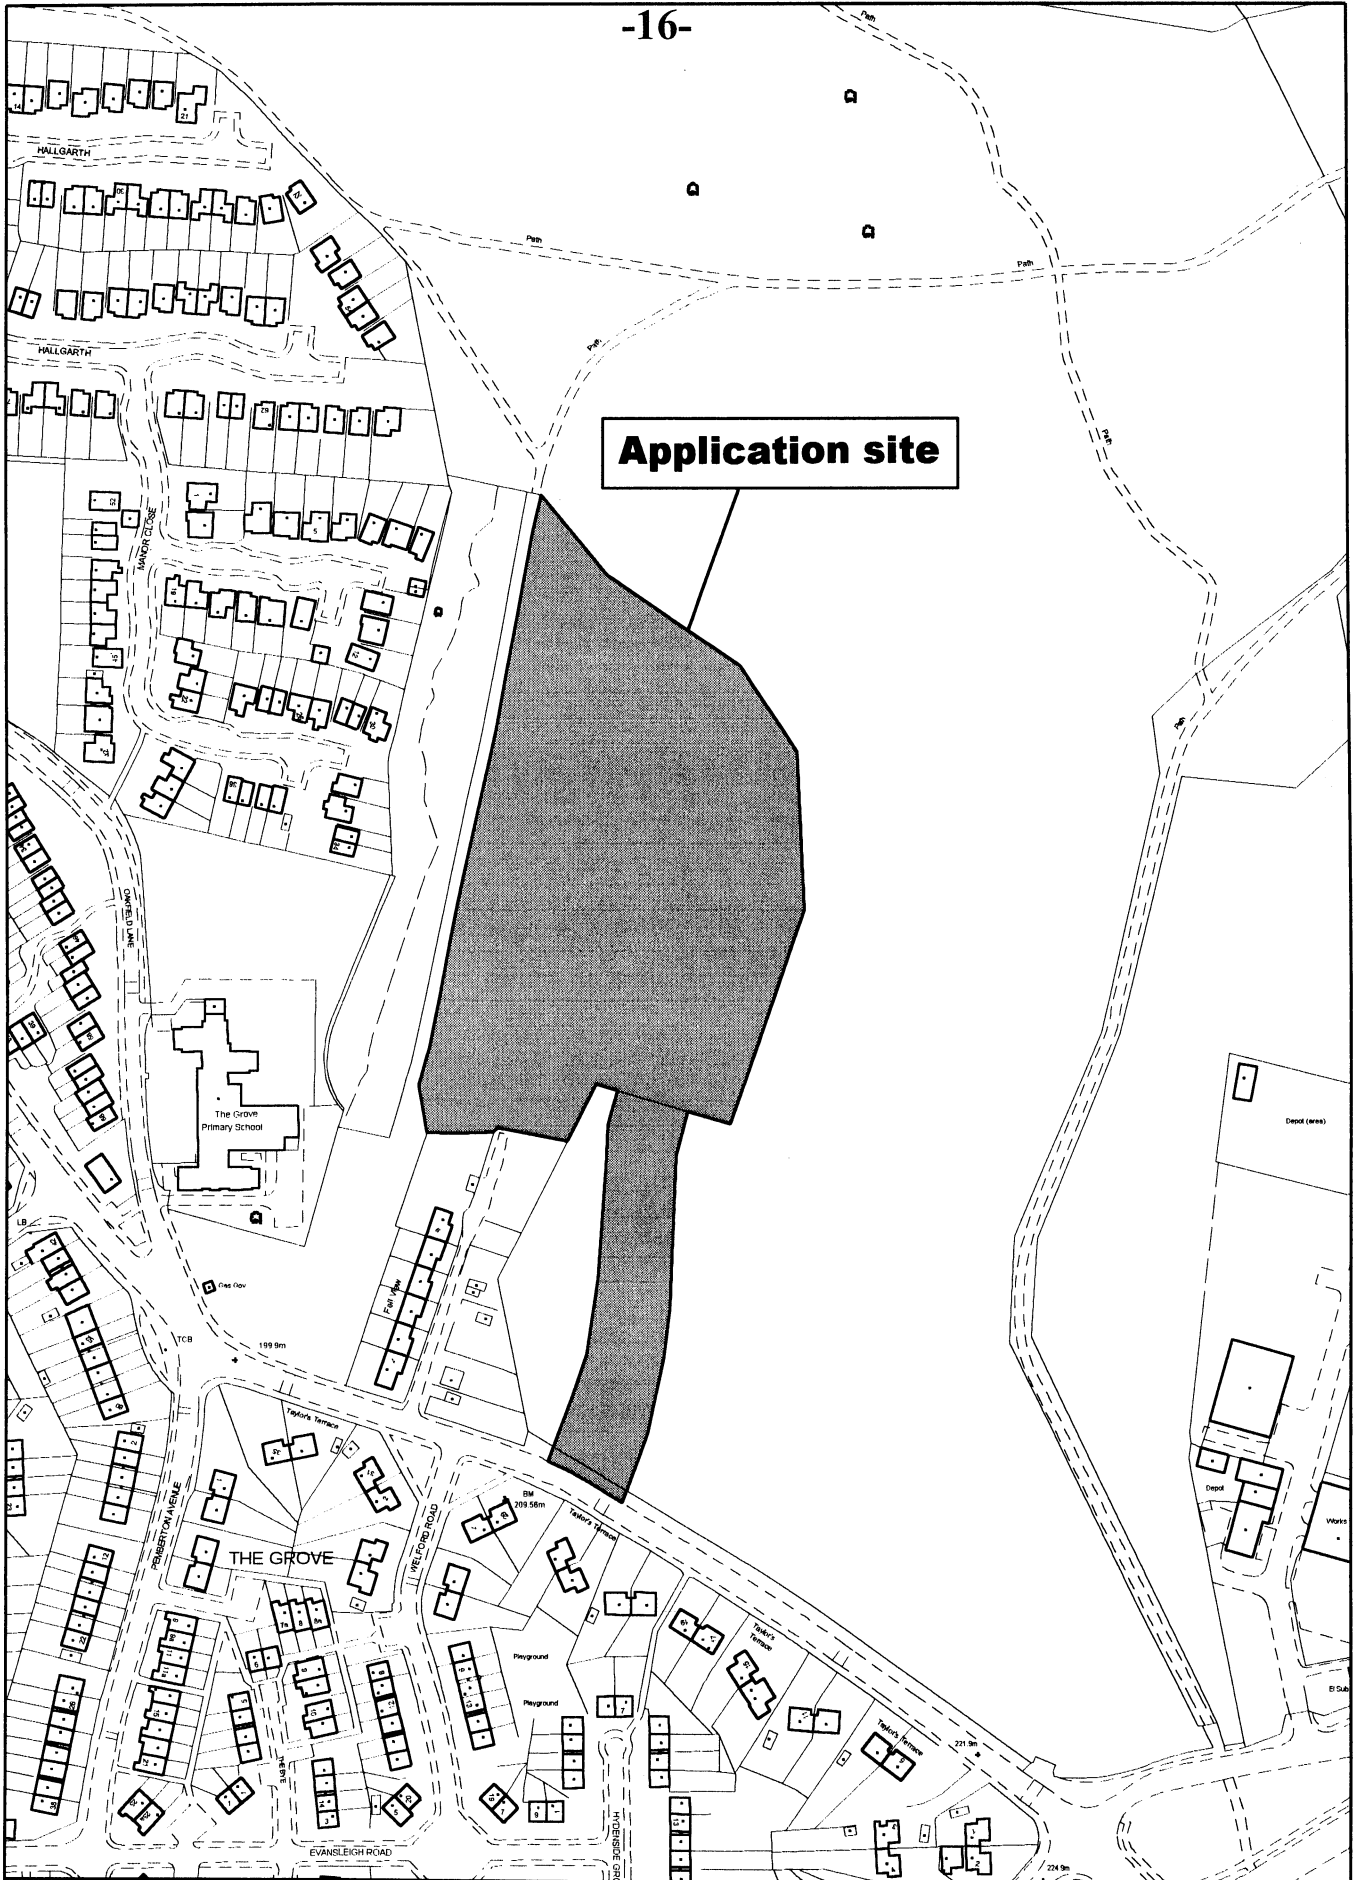 -16-
Path
HALLGARTH
Path
Path
HALLGARTH
Path
Application site
Path
MANOR CLOSE
Path
OAKFIELD LANE
The Grove
Primary School
Depot (area)
LB
Gas Gov
Fell View
TCB
199.9m
Taylor's Terrace
BM
209.56m
Taylor's Terrace
Depot
Works
PEMBERTON AVENUE
WELFORD ROAD
THE GROVE
Playground
Taylor's
Terrace
Playground
El Sub
Taylor's Terrace
221.9m
THE BYE
HYDENSIDE GRO
EVANSLEIGH ROAD
224.9m